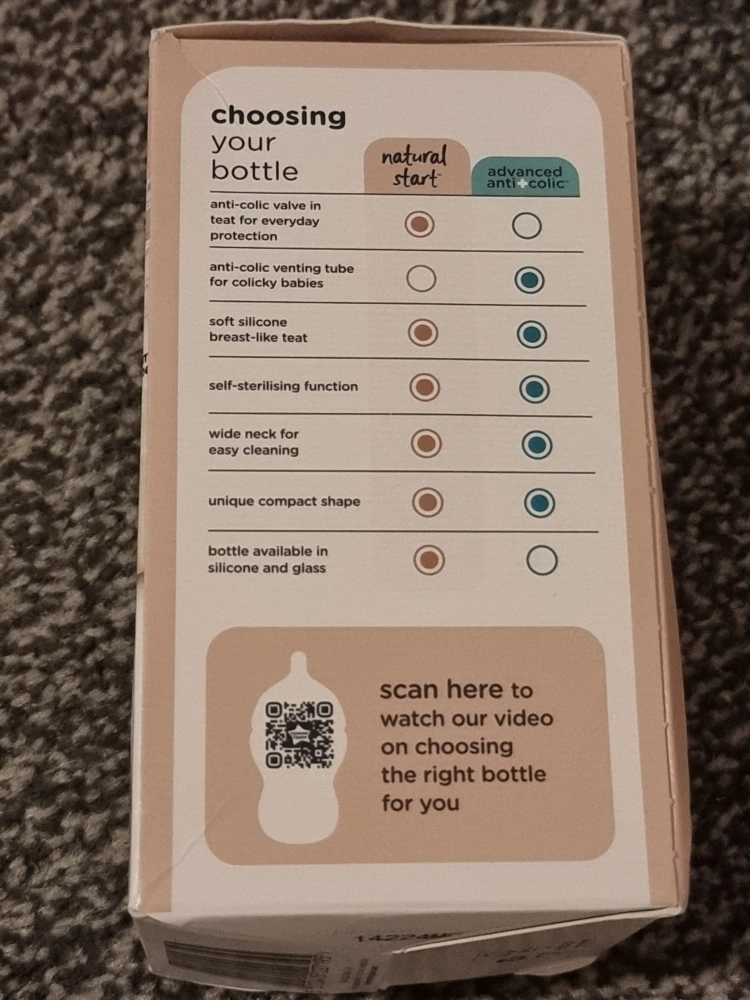 choosing
your
bottle
natural
start
advanced
anti+colic™
anti-colic valve in
teat for everyday
protection
anti-colic venting tube
for colicky babies
soft silicone
breast-like teat
self-sterilising function
wide neck for
easy cleaning
unique compact shape
bottle available in
silicone and glass
scan here to
watch our video
on choosing
the right bottle
for you